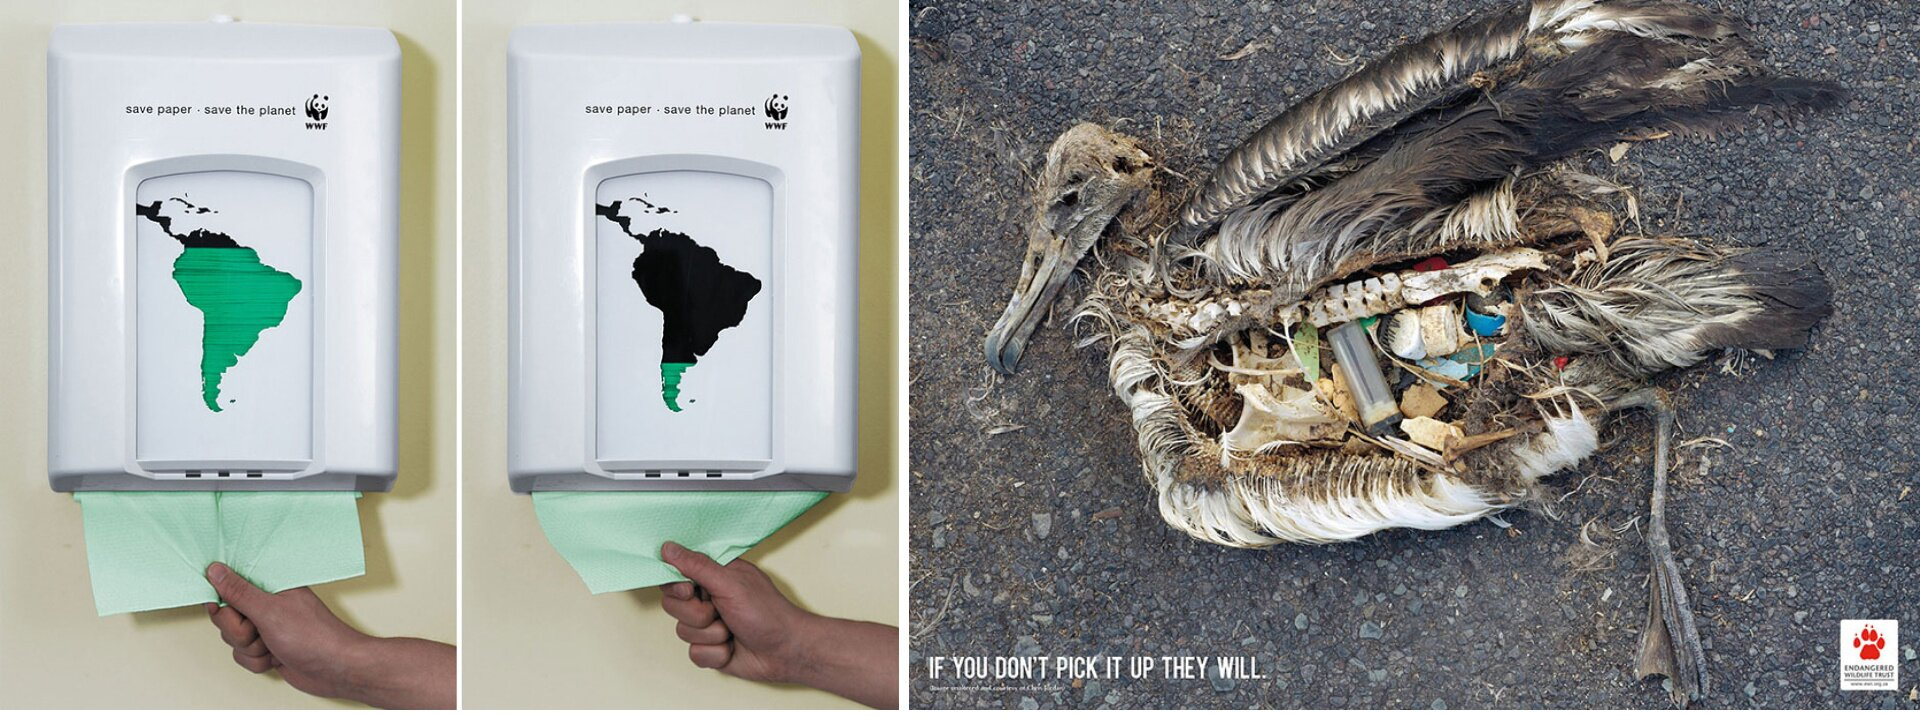 save paper · save the planet
WWF
save paper · save the planet
WWF
IF YOU DON'T PICK IT UP THEY WILL.
ENDANGERED
WILDLIFE TRUST